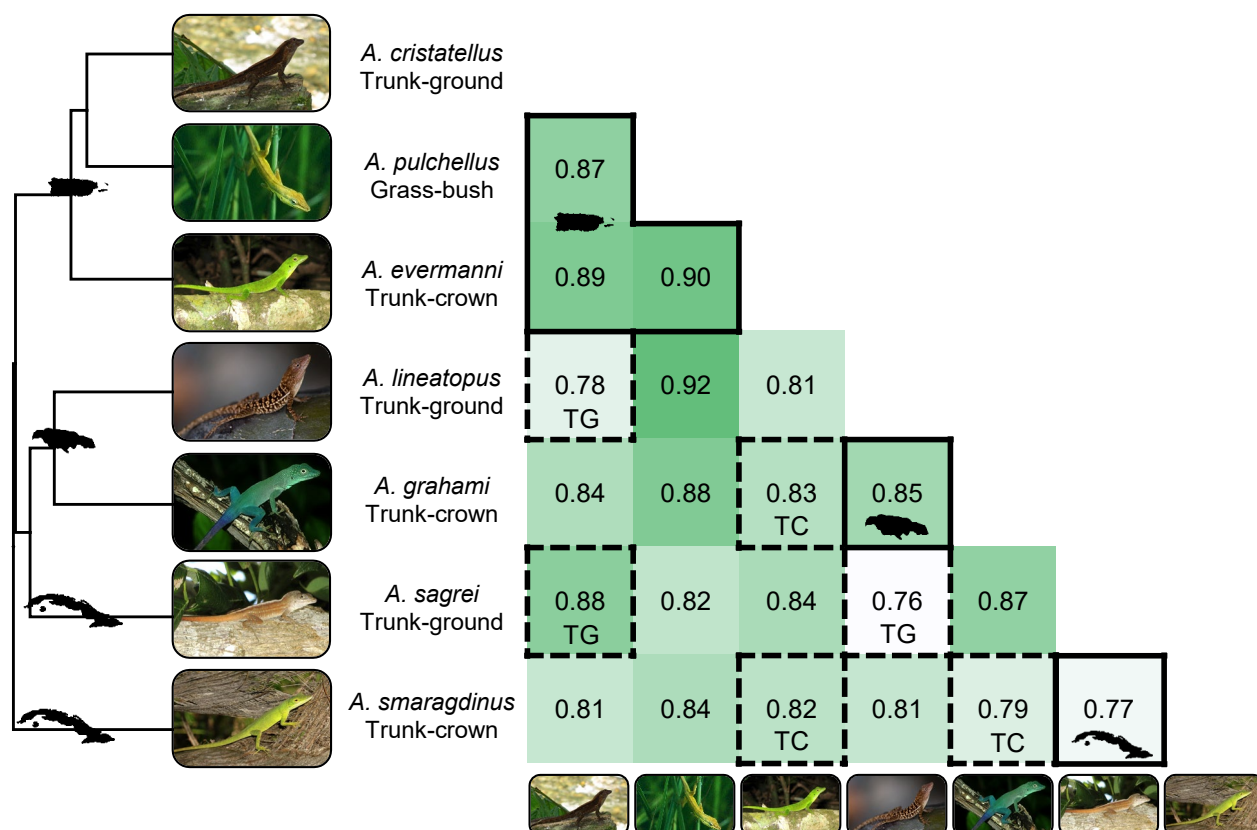 A. cristatellus
Trunk-ground
A. pulchellus
Grass-bush
0.87
A. evermanni
Trunk-crown
0.89 0.90
A. lineatopus
Trunk-ground
0.78 0.92 0.81
TG
A. grahami
Trunk-crown
0.84 0.88 0.83 0.85
TC
A. sagrei
Trunk-ground
0.88 0.82 0.84 0.76 0.87
TG TG
A. smaragdinus
Trunk-crown
0.81 0.84 0.82 0.81 0.79 0.77
TC TC